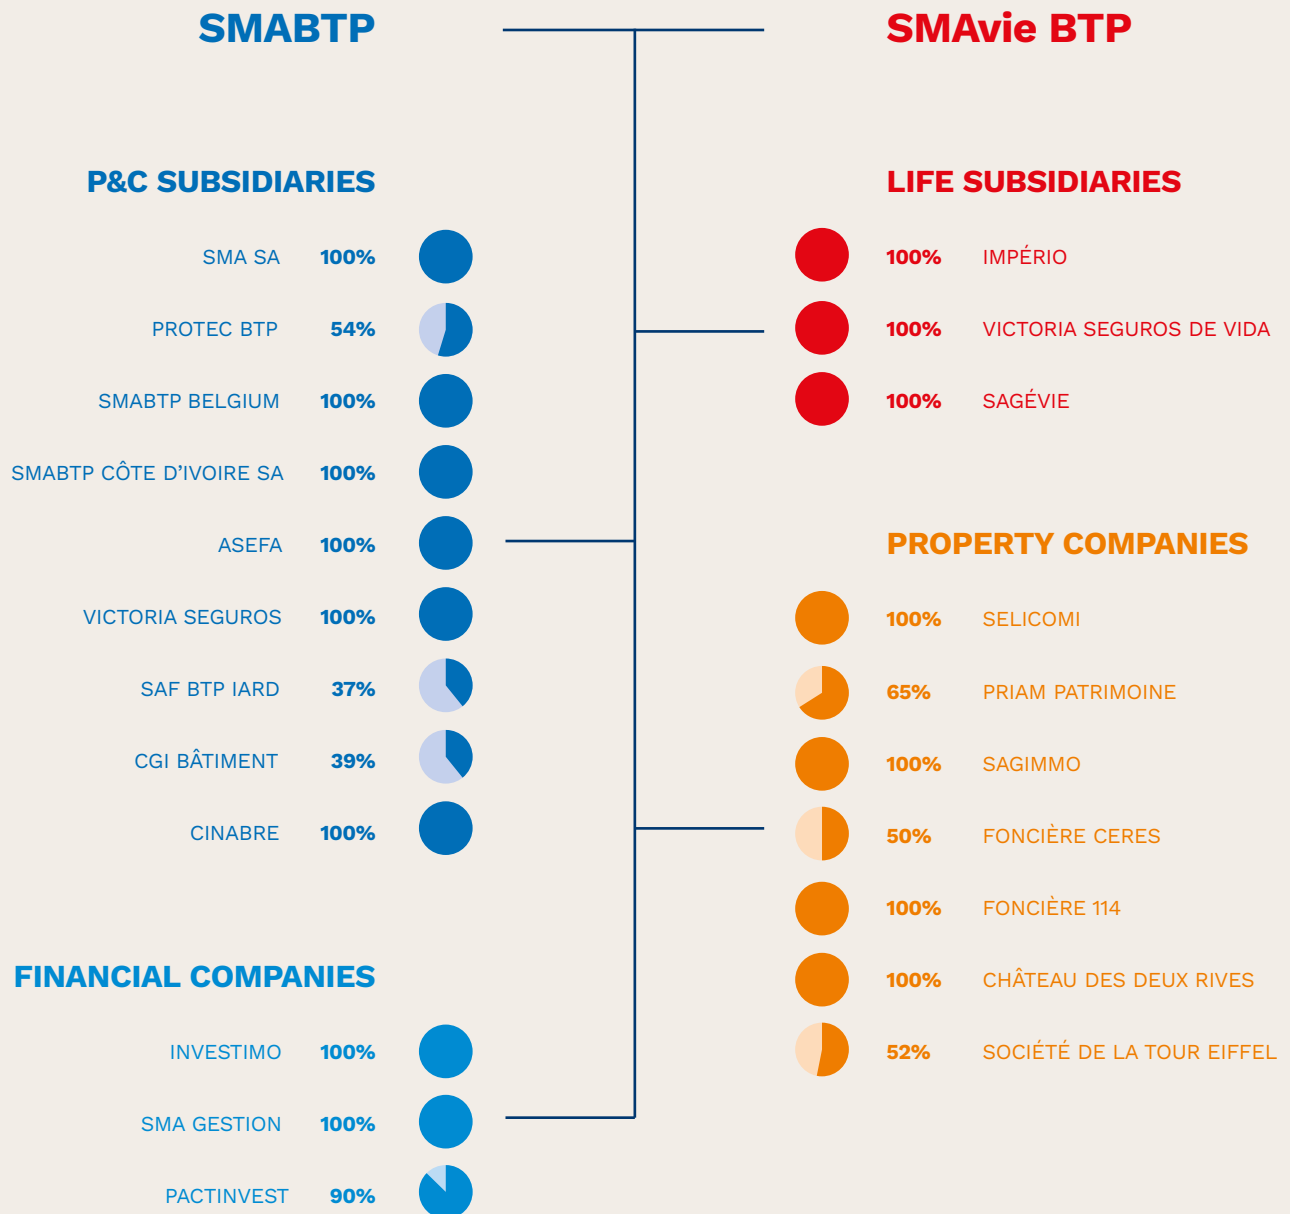 SMABTP
SMAvie BTP
P&C SUBSIDIARIES
SMA SA 100%
PROTEC BTP 54%
SMABTP BELGIUM 100%
SMABTP CÔTE D’IVOIRE SA 100%
ASEFA 100%
VICTORIA SEGUROS 100%
SAF BTP IARD 37%
CGI BÂTIMENT 39%
CINABRE 100%
FINANCIAL COMPANIES
INVESTIMO 100%
SMA GESTION 100%
PACTINVEST 90%
LIFE SUBSIDIARIES
100% IMPÉRIO
100% VICTORIA SEGUROS DE VIDA
100% SAGÉVIE
PROPERTY COMPANIES
100% SELICOMI
65% PRIAM PATRIMOINE
100% SAGIMMO
50% FONCIÈRE CERES
100% FONCIÈRE 114
100% CHÂTEAU DES DEUX RIVES
52% SOCIÉTÉ DE LA TOUR EIFFEL